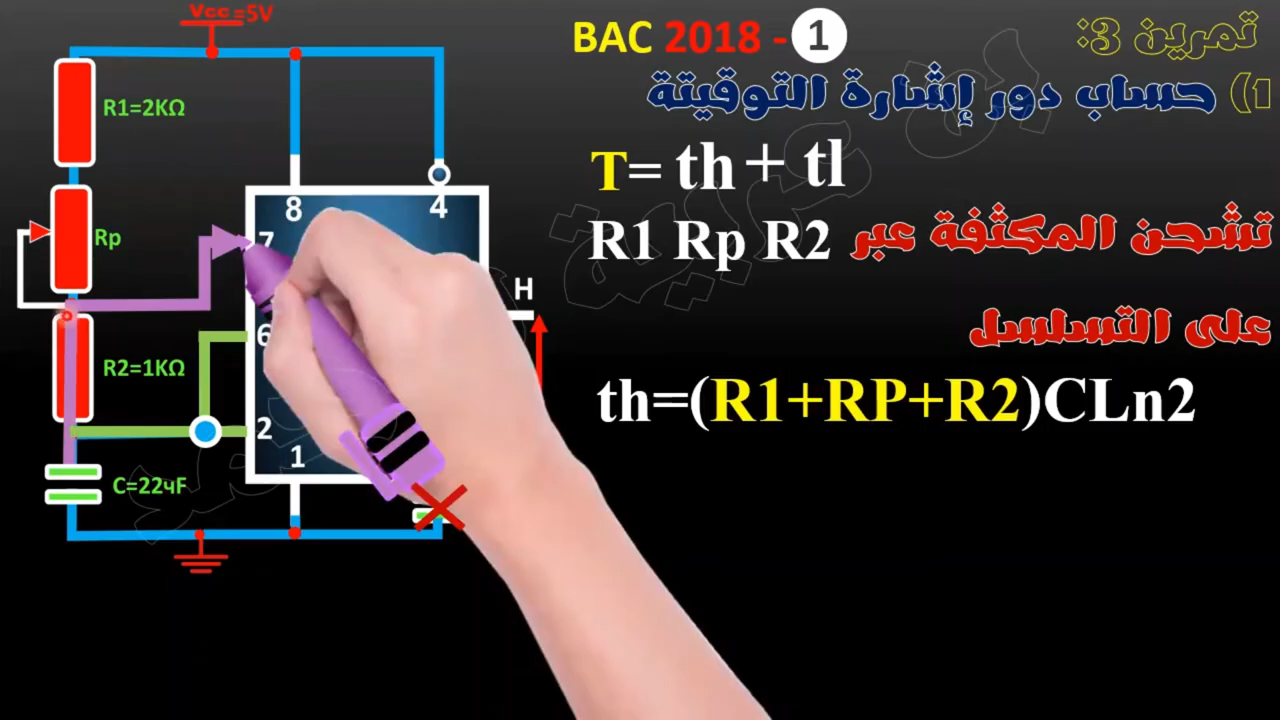 Vcc=5V
R1=2KΩ
Rp
R2=1KΩ
C=22чF
8
4
7
6
2
1
H
BAC 2018 - 1
تمرين 3:
1) حساب دور إشارة التوقيتة
T= th + tl
تشحن المكثفة عبر R1 Rp R2
على التسلسل
th=(R1+RP+R2)CLn2